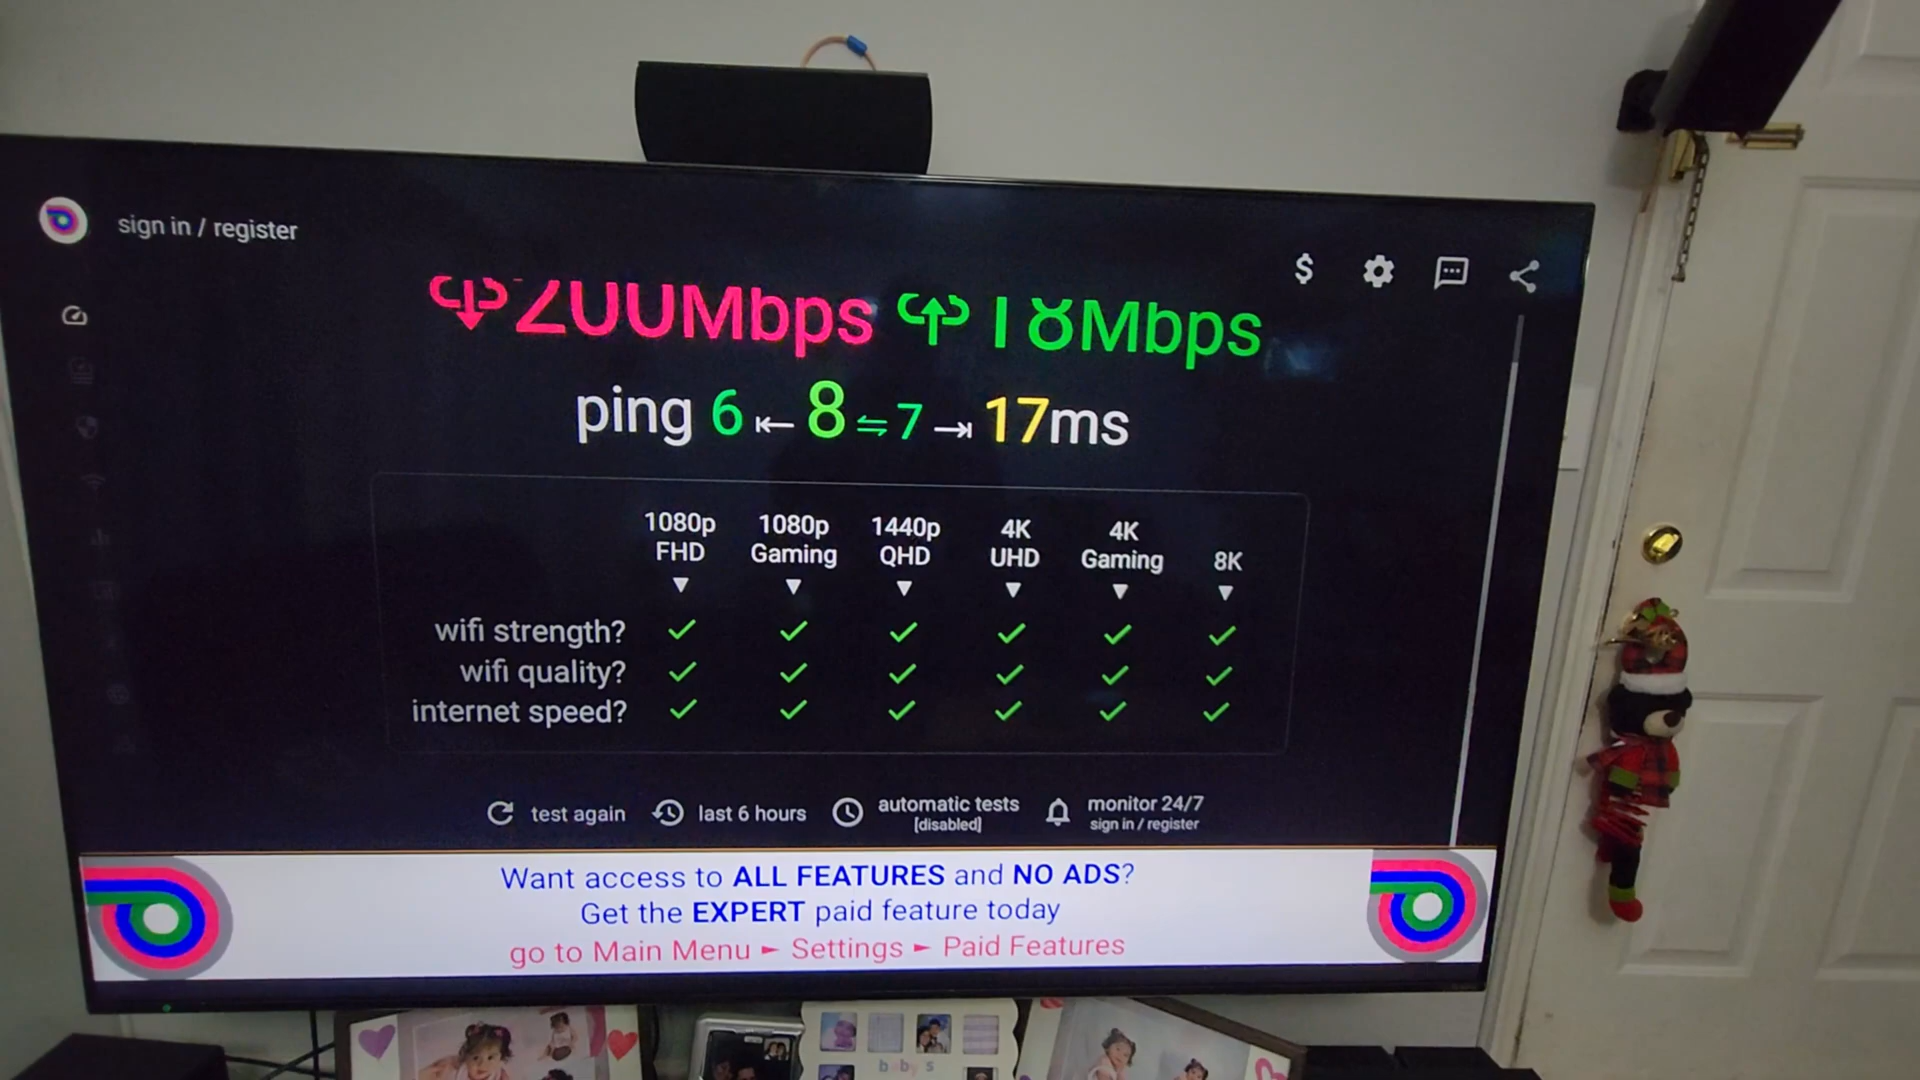 sign in / register
200Mbps 18Mbps
ping 6 8 7 17ms
1080p FHD 1080p Gaming 1440p QHD 4K UHD 4K Gaming 8K
wifi strength?
wifi quality?
internet speed?
test again last 6 hours automatic tests [disabled] monitor 24/7 sign in / register
Want access to ALL FEATURES and NO ADS?
Get the EXPERT paid feature today
go to Main Menu ► Settings ► Paid Features